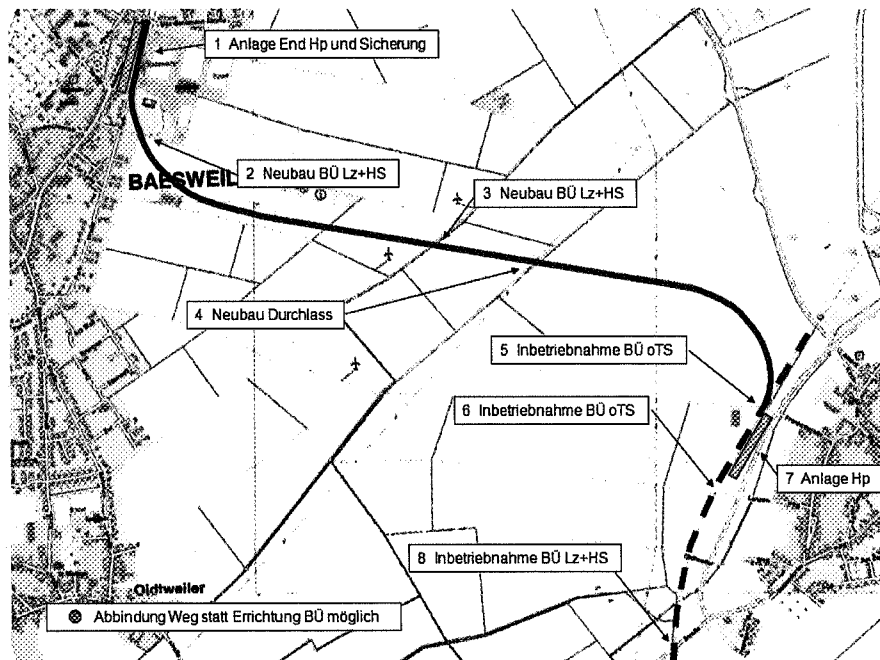 1 Anlage End Hp und Sicherung
2 Neubau BÜ Lz+HS
BAESWEIL
3 Neubau BÜ Lz+HS
4 Neubau Durchlass
5 Inbetriebnahme BÜ oTS
6 Inbetriebnahme BÜ oTS
7 Anlage Hp
8 Inbetriebnahme BÜ Lz+HS
Oidtweiler
Abbindung Weg statt Errichtung BÜ möglich